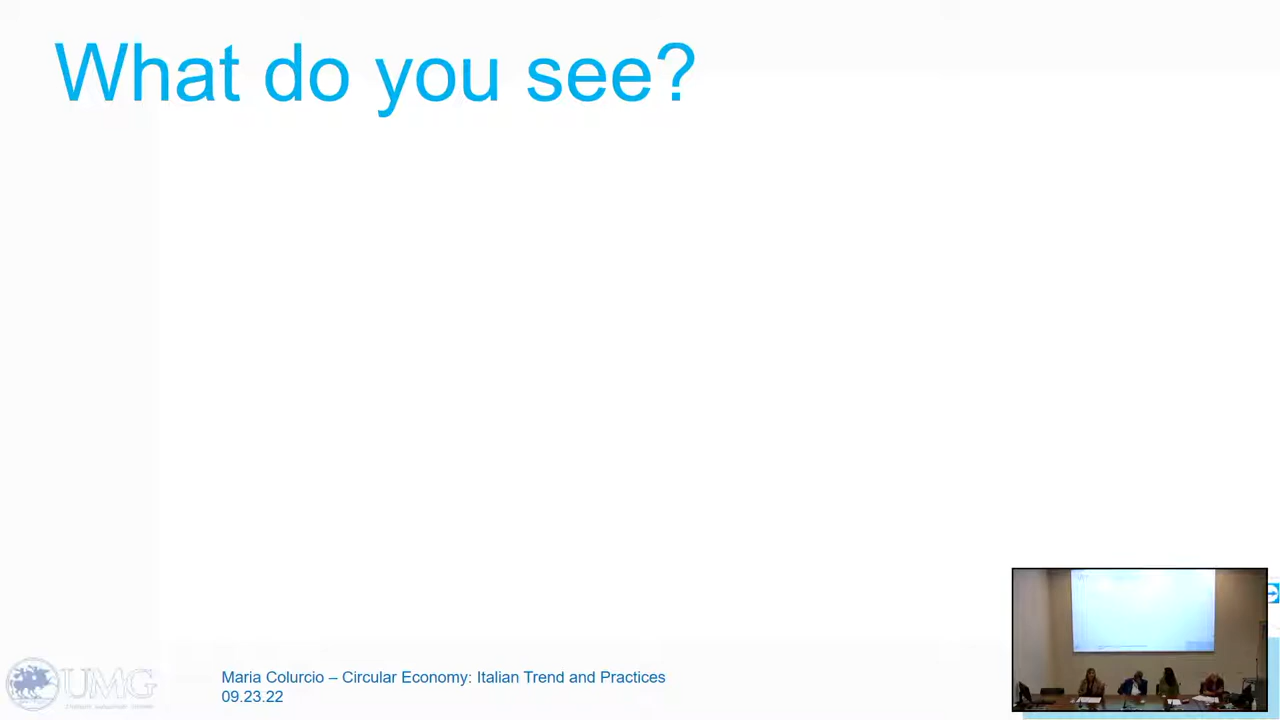 What do you see?
UMG
Maria Colurcio – Circular Economy: Italian Trend and Practices
09.23.22